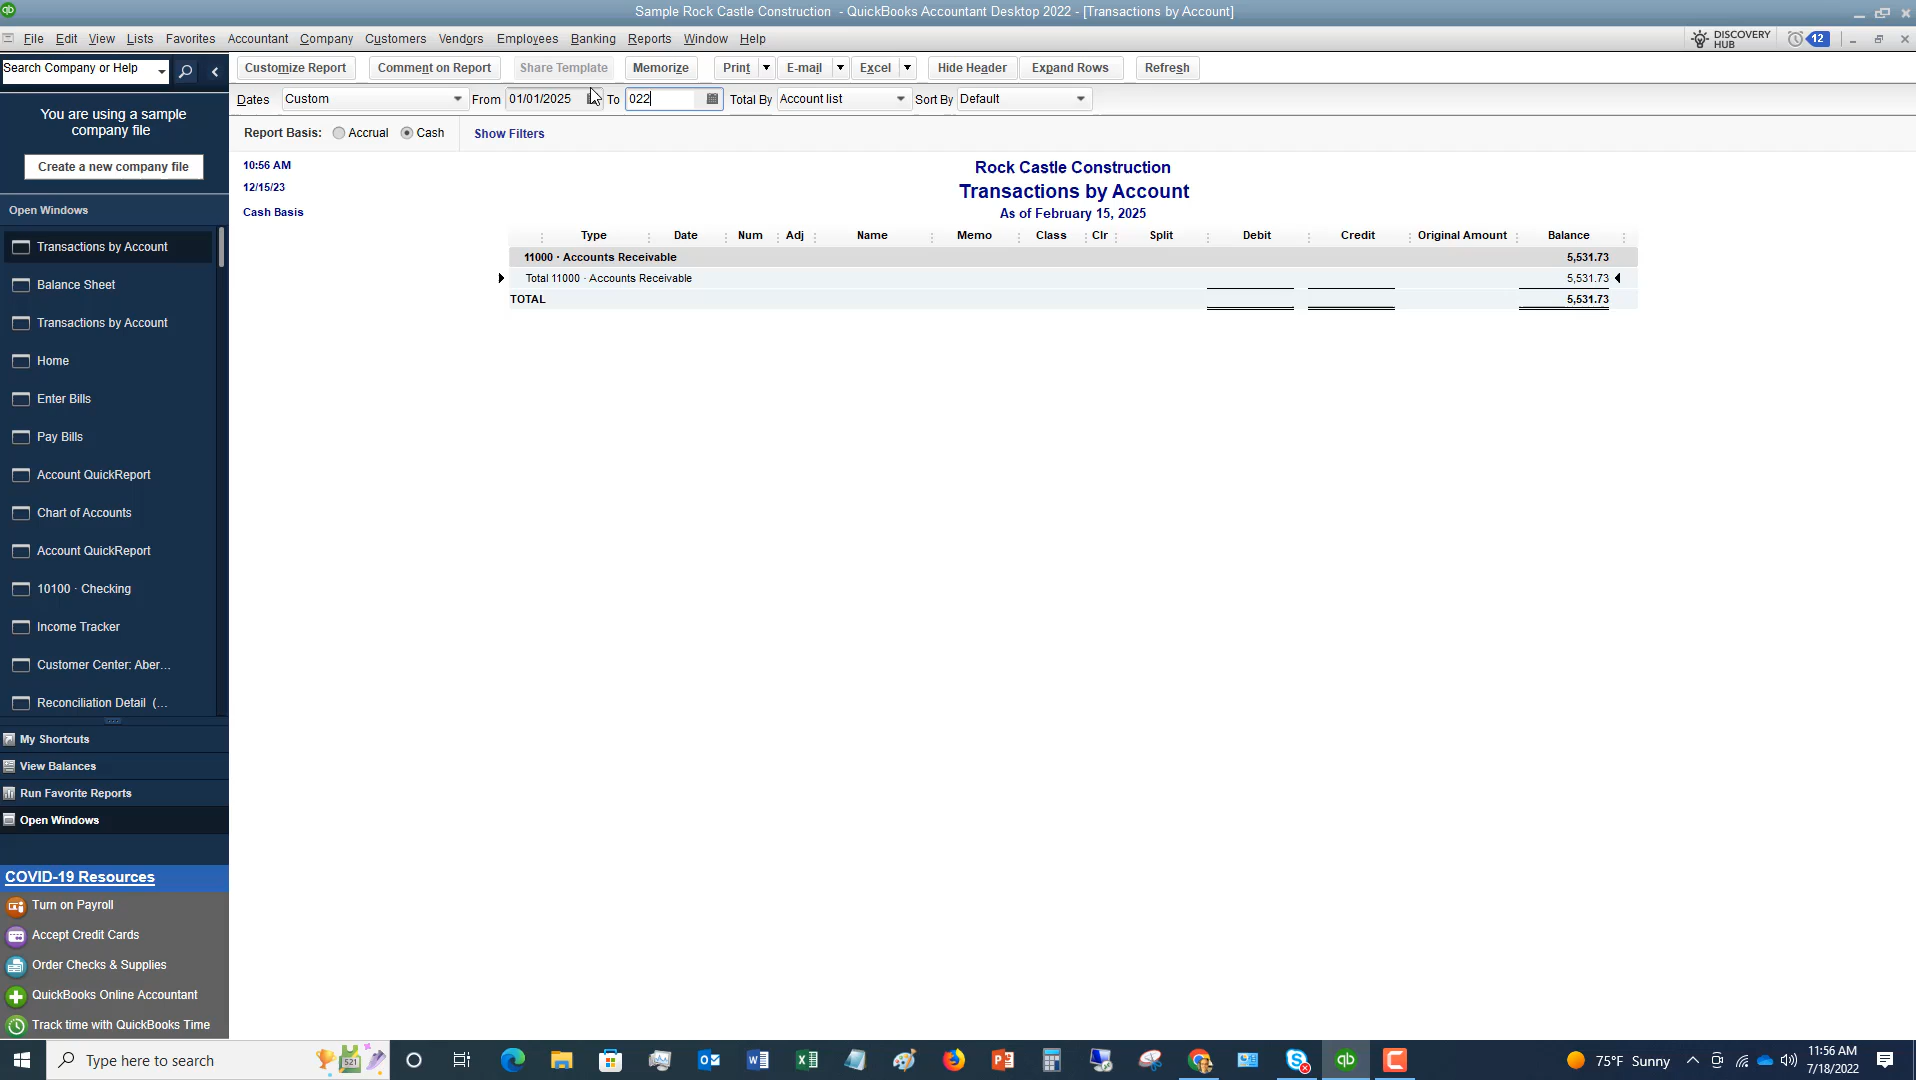 Sample Rock Castle Construction - QuickBooks Accountant Desktop 2022 - [Transactions by Account]
File Edit View Lists Favorites Accountant Company Customers Vendors Employees Banking Reports Window Help
DISCOVERY HUB
12
Search Company or Help
Customize Report Comment on Report Share Template Memorize Print E-mail Excel Hide Header Expand Rows Refresh
Dates Custom From 01/01/2025 To 022 Total By Account list Sort By Default
Report Basis: Accrual Cash Show Filters
You are using a sample
company file
Create a new company file
Open Windows
Transactions by Account
Balance Sheet
Transactions by Account
Home
Enter Bills
Pay Bills
Account QuickReport
Chart of Accounts
Account QuickReport
10100 · Checking
Income Tracker
Customer Center: Aber...
Reconciliation Detail (...
My Shortcuts
View Balances
Run Favorite Reports
Open Windows
COVID-19 Resources
Turn on Payroll
Accept Credit Cards
Order Checks & Supplies
QuickBooks Online Accountant
Track time with QuickBooks Time
10:56 AM
12/15/23
Cash Basis
Rock Castle Construction
Transactions by Account
As of February 15, 2025
Type Date Num Adj Name Memo Class Clr Split Debit Credit Original Amount Balance
11000 · Accounts Receivable 5,531.73
Total 11000 · Accounts Receivable 5,531.73
TOTAL 5,531.73
Type here to search
521
75°F Sunny
11:56 AM
7/18/2022